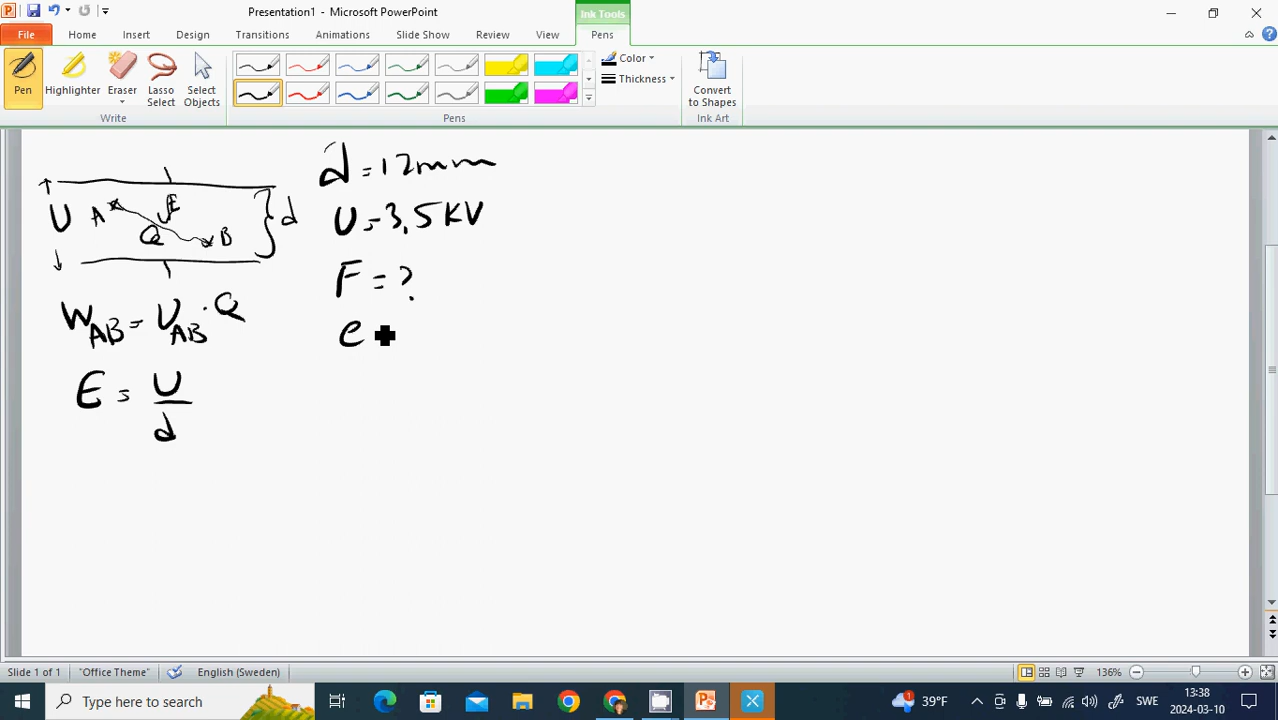 Presentation1 - Microsoft PowerPoint
Ink Tools
File Home Insert Design Transitions Animations Slide Show Review View Pens
Pen Highlighter Eraser Lasso Select Select Objects
Color
Thickness
Convert to Shapes
Write Pens Ink Art
d = 12mm
U A E Q B d
U = 3,5 KV
F = ?
W_AB = U_AB · Q
e
E = U/d
Slide 1 of 1 "Office Theme" English (Sweden) 136%
Type here to search 1 39°F SWE 13:38
2024-03-10